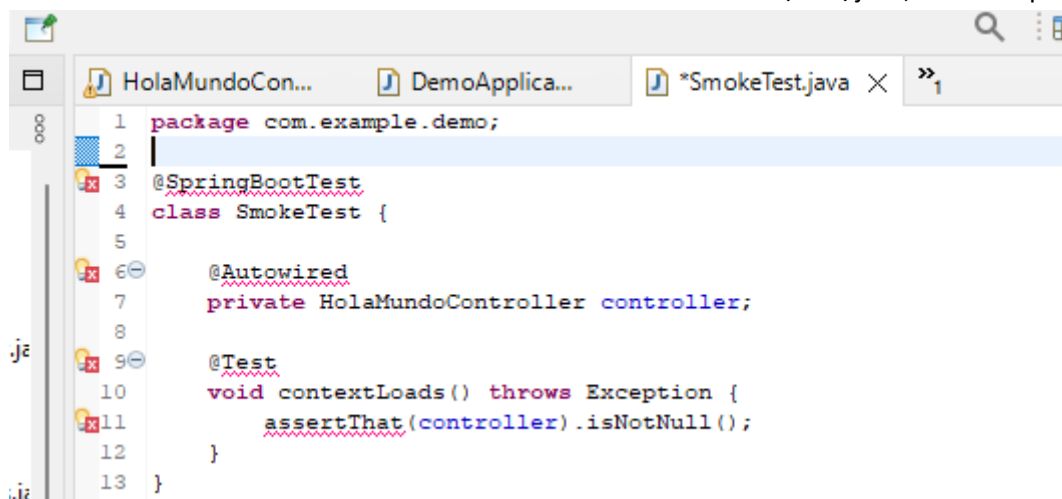 HolaMundoCon...
DemoApplica...
*SmokeTest.java
»1
1 package com.example.demo;
2
3 @SpringBootTest
4 class SmokeTest {
5
6 @Autowired
7 private HolaMundoController controller;
8
9 @Test
10 void contextLoads() throws Exception {
11 assertThat(controller).isNotNull();
12 }
13 }
.ja